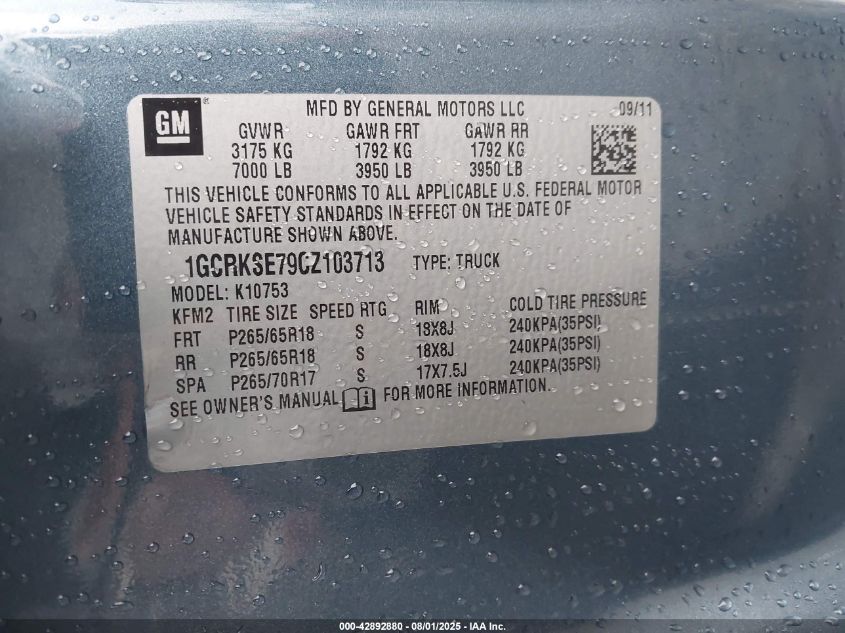 GM ®
MFD BY GENERAL MOTORS LLC 09/11
GVWR GAWR FRT GAWR RR
3175 KG 1792 KG 1792 KG
7000 LB 3950 LB 3950 LB
THIS VEHICLE CONFORMS TO ALL APPLICABLE U.S. FEDERAL MOTOR
VEHICLE SAFETY STANDARDS IN EFFECT ON THE DATE OF
MANUFACTURE SHOWN ABOVE.
1GCRKSE79CZ103713 TYPE: TRUCK
MODEL: K10753
KFM2 TIRE SIZE SPEED RTG RIM COLD TIRE PRESSURE
FRT P265/65R18 S 18X8J 240KPA(35PSI)
RR P265/65R18 S 18X8J 240KPA(35PSI)
SPA P265/70R17 S 17X7.5J 240KPA(35PSI)
SEE OWNER'S MANUAL i FOR MORE INFORMATION.
000-42892880 - 08/01/2025 - IAA Inc.